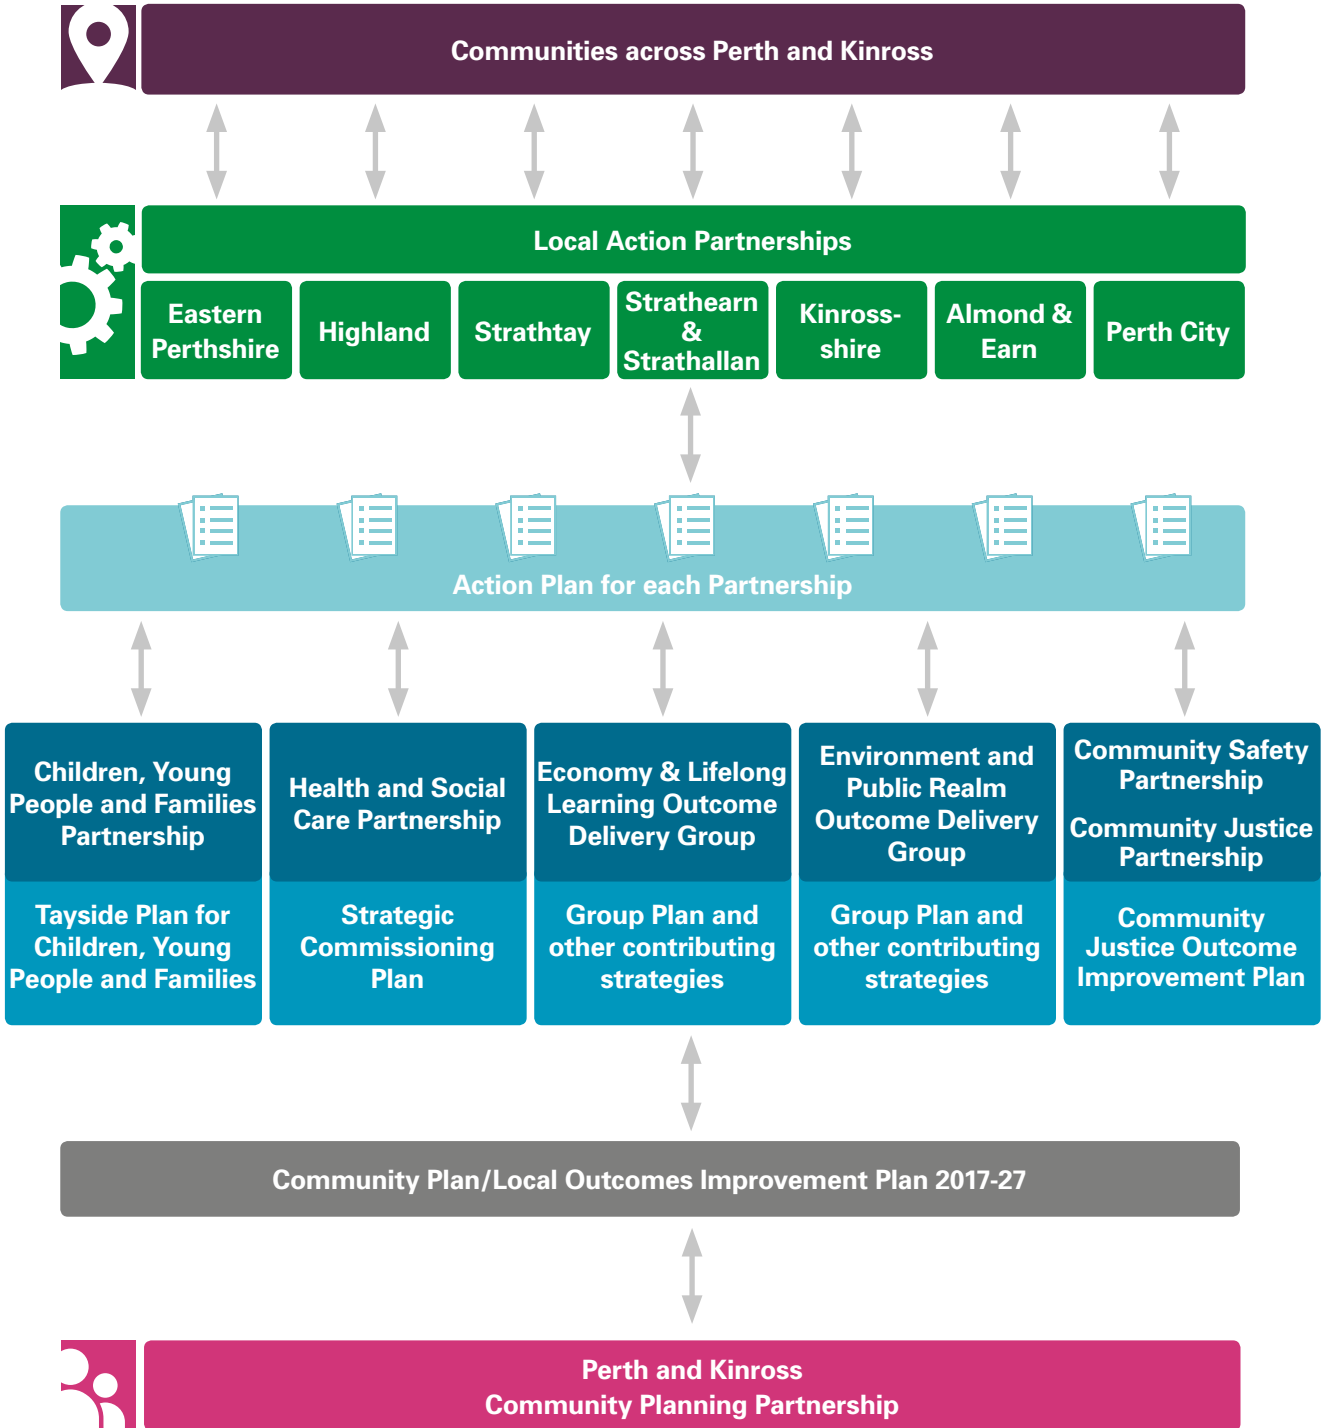 Communities across Perth and Kinross
Local Action Partnerships
Eastern
Perthshire
Highland
Strathtay
Strathearn
&
Strathallan
Kinross-
shire
Almond &
Earn
Perth City
Action Plan for each Partnership
Children, Young
People and Families
Partnership
Health and Social
Care Partnership
Economy & Lifelong
Learning Outcome
Delivery Group
Environment and
Public Realm
Outcome Delivery
Group
Community Safety
Partnership
Community Justice
Partnership
Tayside Plan for
Children, Young
People and Families
Strategic
Commissioning
Plan
Group Plan and
other contributing
strategies
Group Plan and
other contributing
strategies
Community
Justice Outcome
Improvement Plan
Community Plan/Local Outcomes Improvement Plan 2017-27
Perth and Kinross
Community Planning Partnership